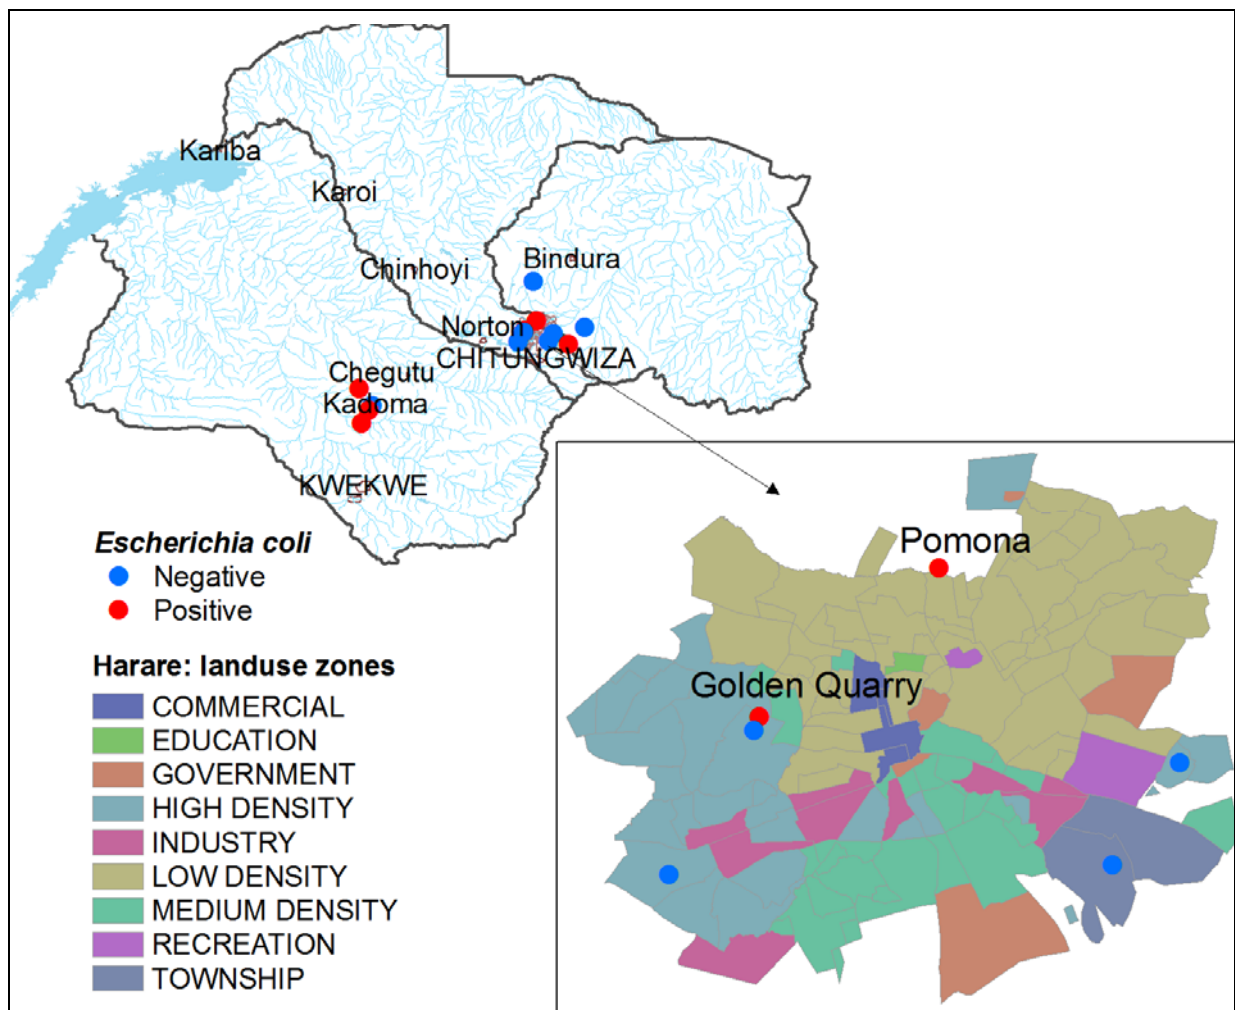 Kariba
Karoi
Chinhoyi
Bindura
Norton
CHITUNGWIZA
Chegutu
Kadoma
KWEKWE
Escherichia coli
Negative
Positive
Harare: landuse zones
COMMERCIAL
EDUCATION
GOVERNMENT
HIGH DENSITY
INDUSTRY
LOW DENSITY
MEDIUM DENSITY
RECREATION
TOWNSHIP
Pomona
Golden Quarry